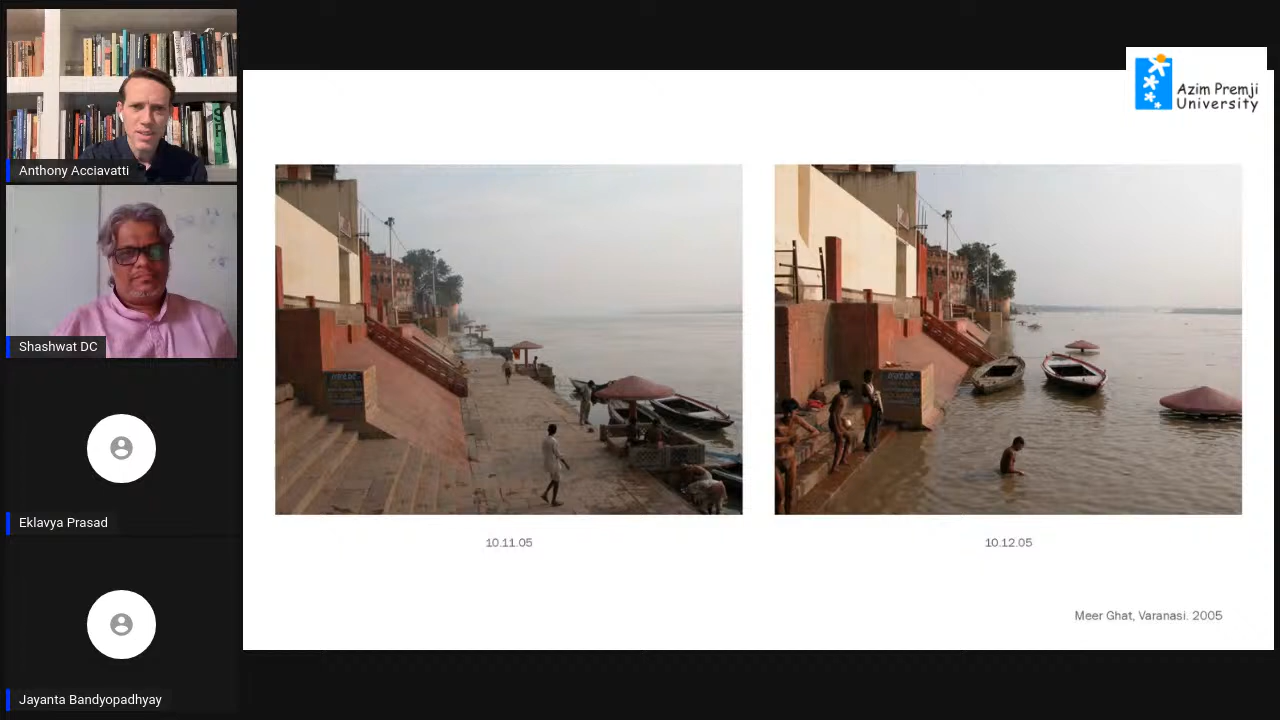 Anthony Acciavatti
Shashwat DC
Eklavya Prasad
Jayanta Bandyopadhyay
Azim Premji
University
10.11.05
10.12.05
Meer Ghat, Varanasi. 2005